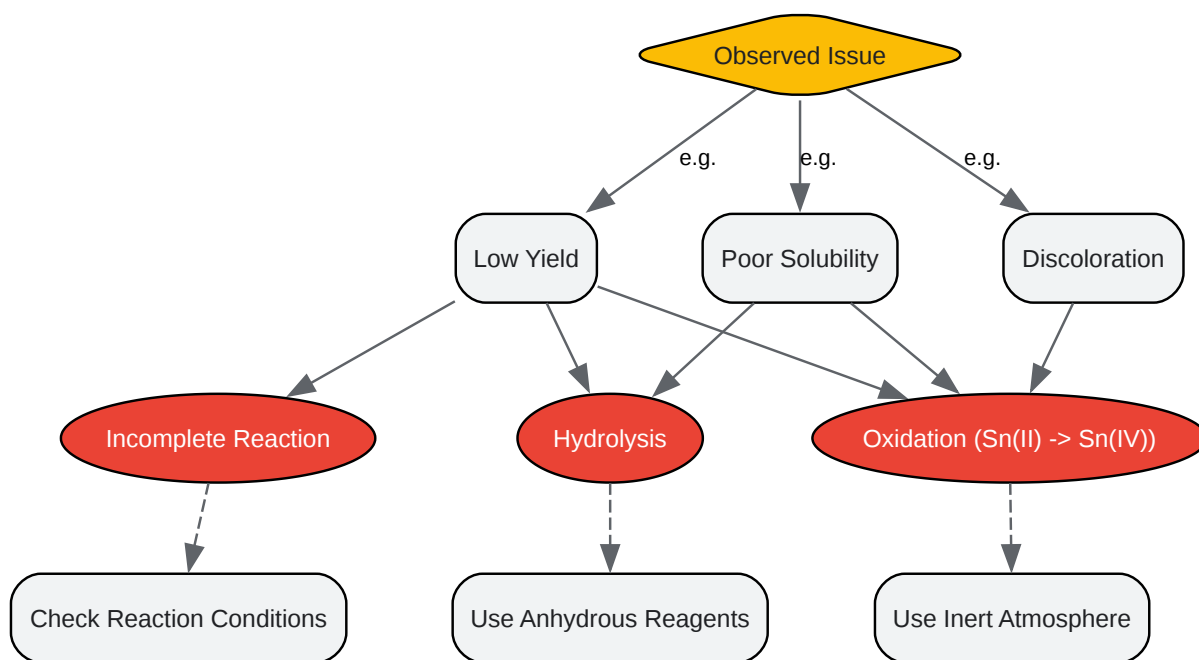 Observed Issue
e.g.
e.g.
e.g.
Low Yield
Poor Solubility
Discoloration
Incomplete Reaction
Hydrolysis
Oxidation (Sn(II) -> Sn(IV))
Check Reaction Conditions
Use Anhydrous Reagents
Use Inert Atmosphere